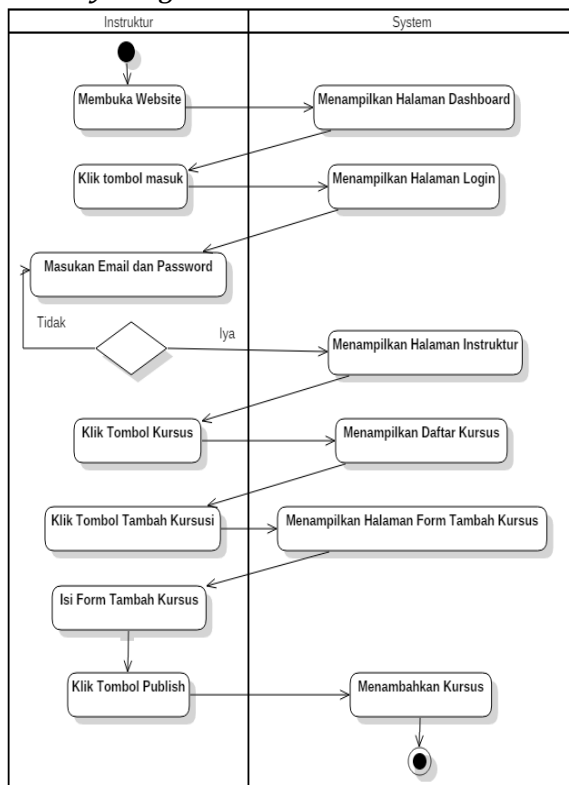 Instruktur
System
Membuka Website
Menampilkan Halaman Dashboard
Klik tombol masuk
Menampilkan Halaman Login
Masukan Email dan Password
Tidak
Iya
Menampilkan Halaman Instruktur
Klik Tombol Kursus
Menampilkan Daftar Kursus
Klik Tombol Tambah Kursusi
Menampilkan Halaman Form Tambah Kursus
Isi Form Tambah Kursus
Klik Tombol Publish
Menambahkan Kursus